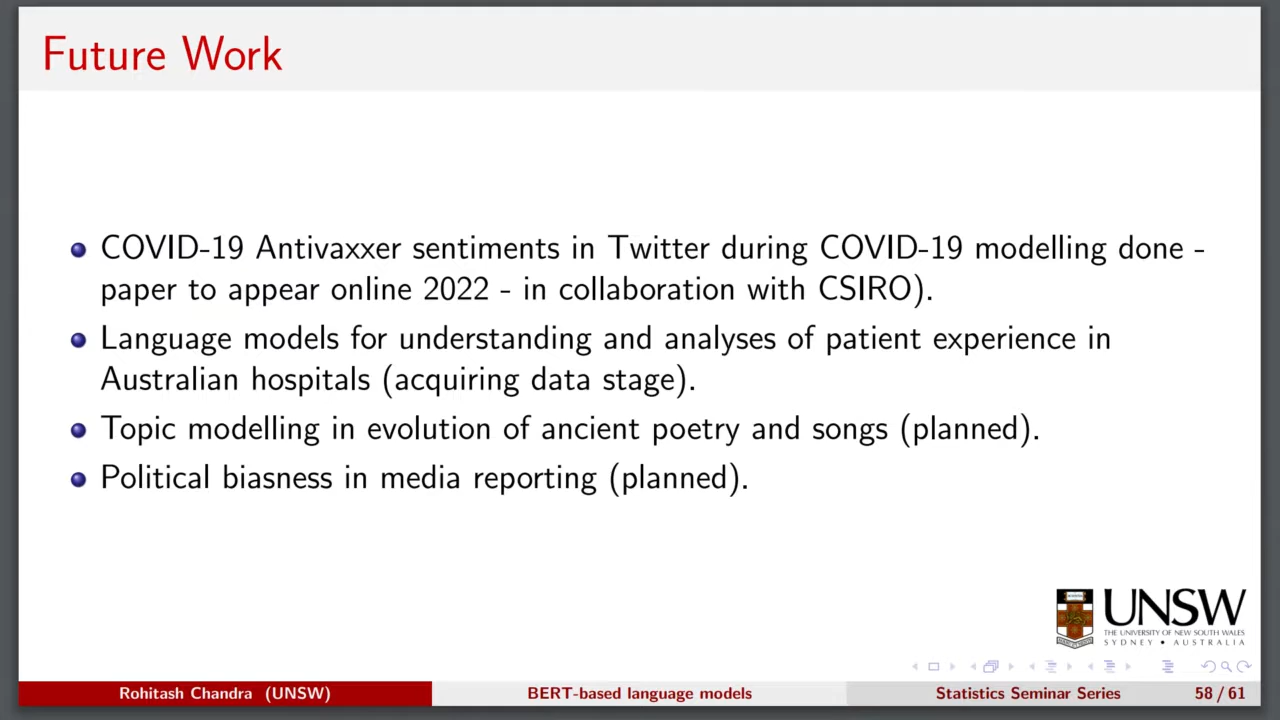 Future Work
COVID-19 Antivaxxer sentiments in Twitter during COVID-19 modelling done -
paper to appear online 2022 - in collaboration with CSIRO).
Language models for understanding and analyses of patient experience in
Australian hospitals (acquiring data stage).
Topic modelling in evolution of ancient poetry and songs (planned).
Political biasness in media reporting (planned).
UNSW
THE UNIVERSITY OF NEW SOUTH WALES
SYDNEY • AUSTRALIA
Rohitash Chandra (UNSW) BERT-based language models Statistics Seminar Series 58 / 61